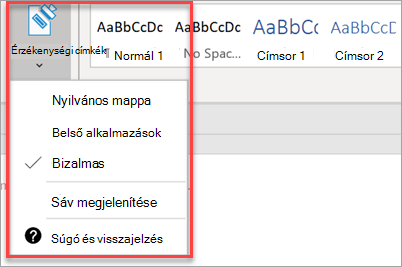 Érzékenységi címkék
AaBbCcDc AaBbCcDc AaBbCc AaBbCcD
¶ Normál 1 No Spac... Címsor 1 Címsor 2
Nyilvános mappa
Belső alkalmazások
Bizalmas
Sáv megjelenítése
Súgó és visszajelzés